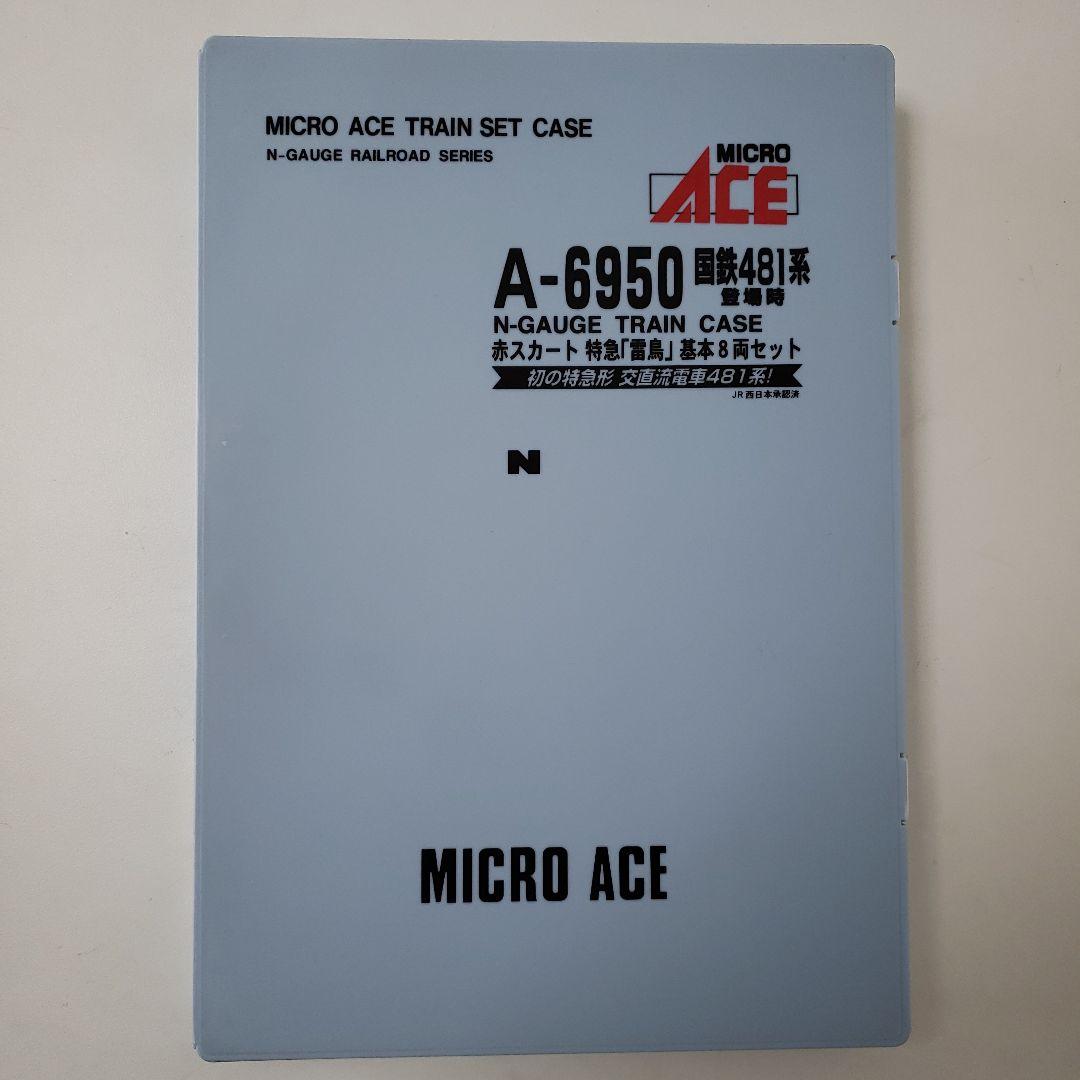 MICRO ACE TRAIN SET CASE
N-GAUGE RAILROAD SERIES
MICRO
ACE
A-6950 国鉄481系
登場時
N-GAUGE TRAIN CASE
赤スカート 特急「雷鳥」 基本8両セット
初の特急形 交直流電車481系!
JR西日本承認済
N
MICRO ACE